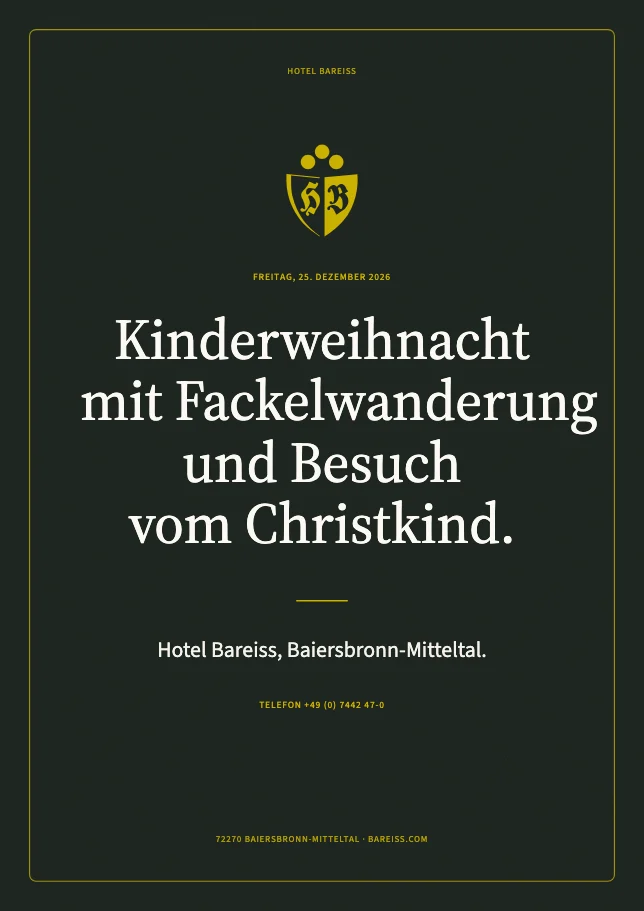 HOTEL BAREISS
H B
FREITAG, 25. DEZEMBER 2026
Kinderweihnacht
mit Fackelwanderung
und Besuch
vom Christkind.
Hotel Bareiss, Baiersbronn-Mitteltal.
TELEFON +49 (0) 7442 47-0
72270 BAIERSBRONN-MITTELTAL · BAREISS.COM